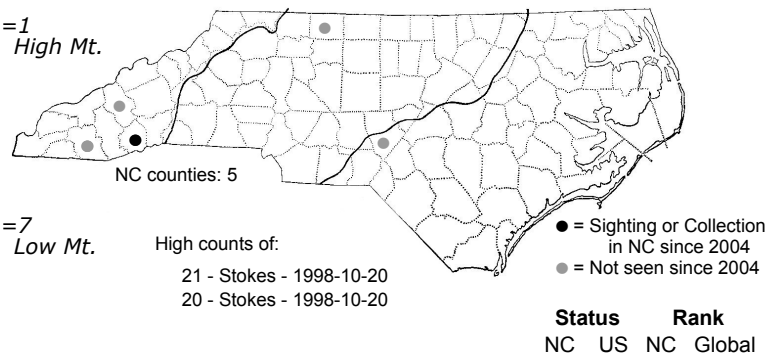 =1
High Mt.
NC counties: 5
=7
Low Mt.
High counts of:
21 - Stokes - 1998-10-20
20 - Stokes - 1998-10-20
● = Sighting or Collection
in NC since 2004
● = Not seen since 2004
Status Rank
NC US NC Global